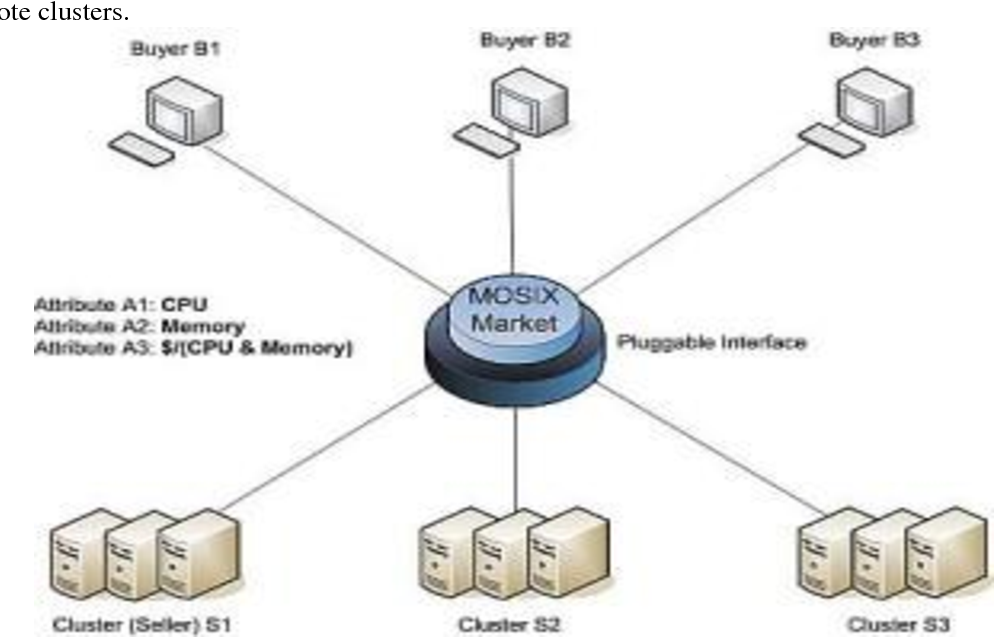 ote clusters.
Buyer B1
Buyer B2
Buyer B3
MOSIX
Market
Attribute A1: CPU
Attribute A2: Memory
Attribute A3: $/(CPU & Memory)
Pluggable Interface
Cluster (Seller) S1
Cluster S2
Cluster S3